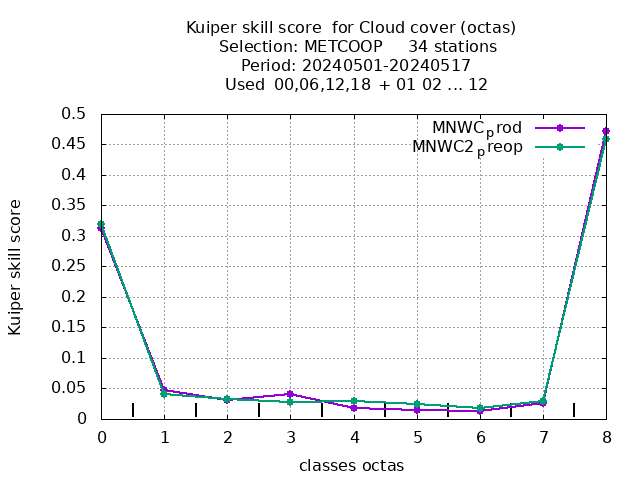 Kuiper skill score  for Cloud cover (octas)
Selection: METCOOP     34 stations
Period: 20240501-20240517
Used  00,06,12,18 + 01 02 ... 12
MNWC_prod
MNWC2_preop
0.5
0.45
0.4
0.35
0.3
0.25
0.2
0.15
0.1
0.05
0
Kuiper skill score
0 1 2 3 4 5 6 7 8
classes octas